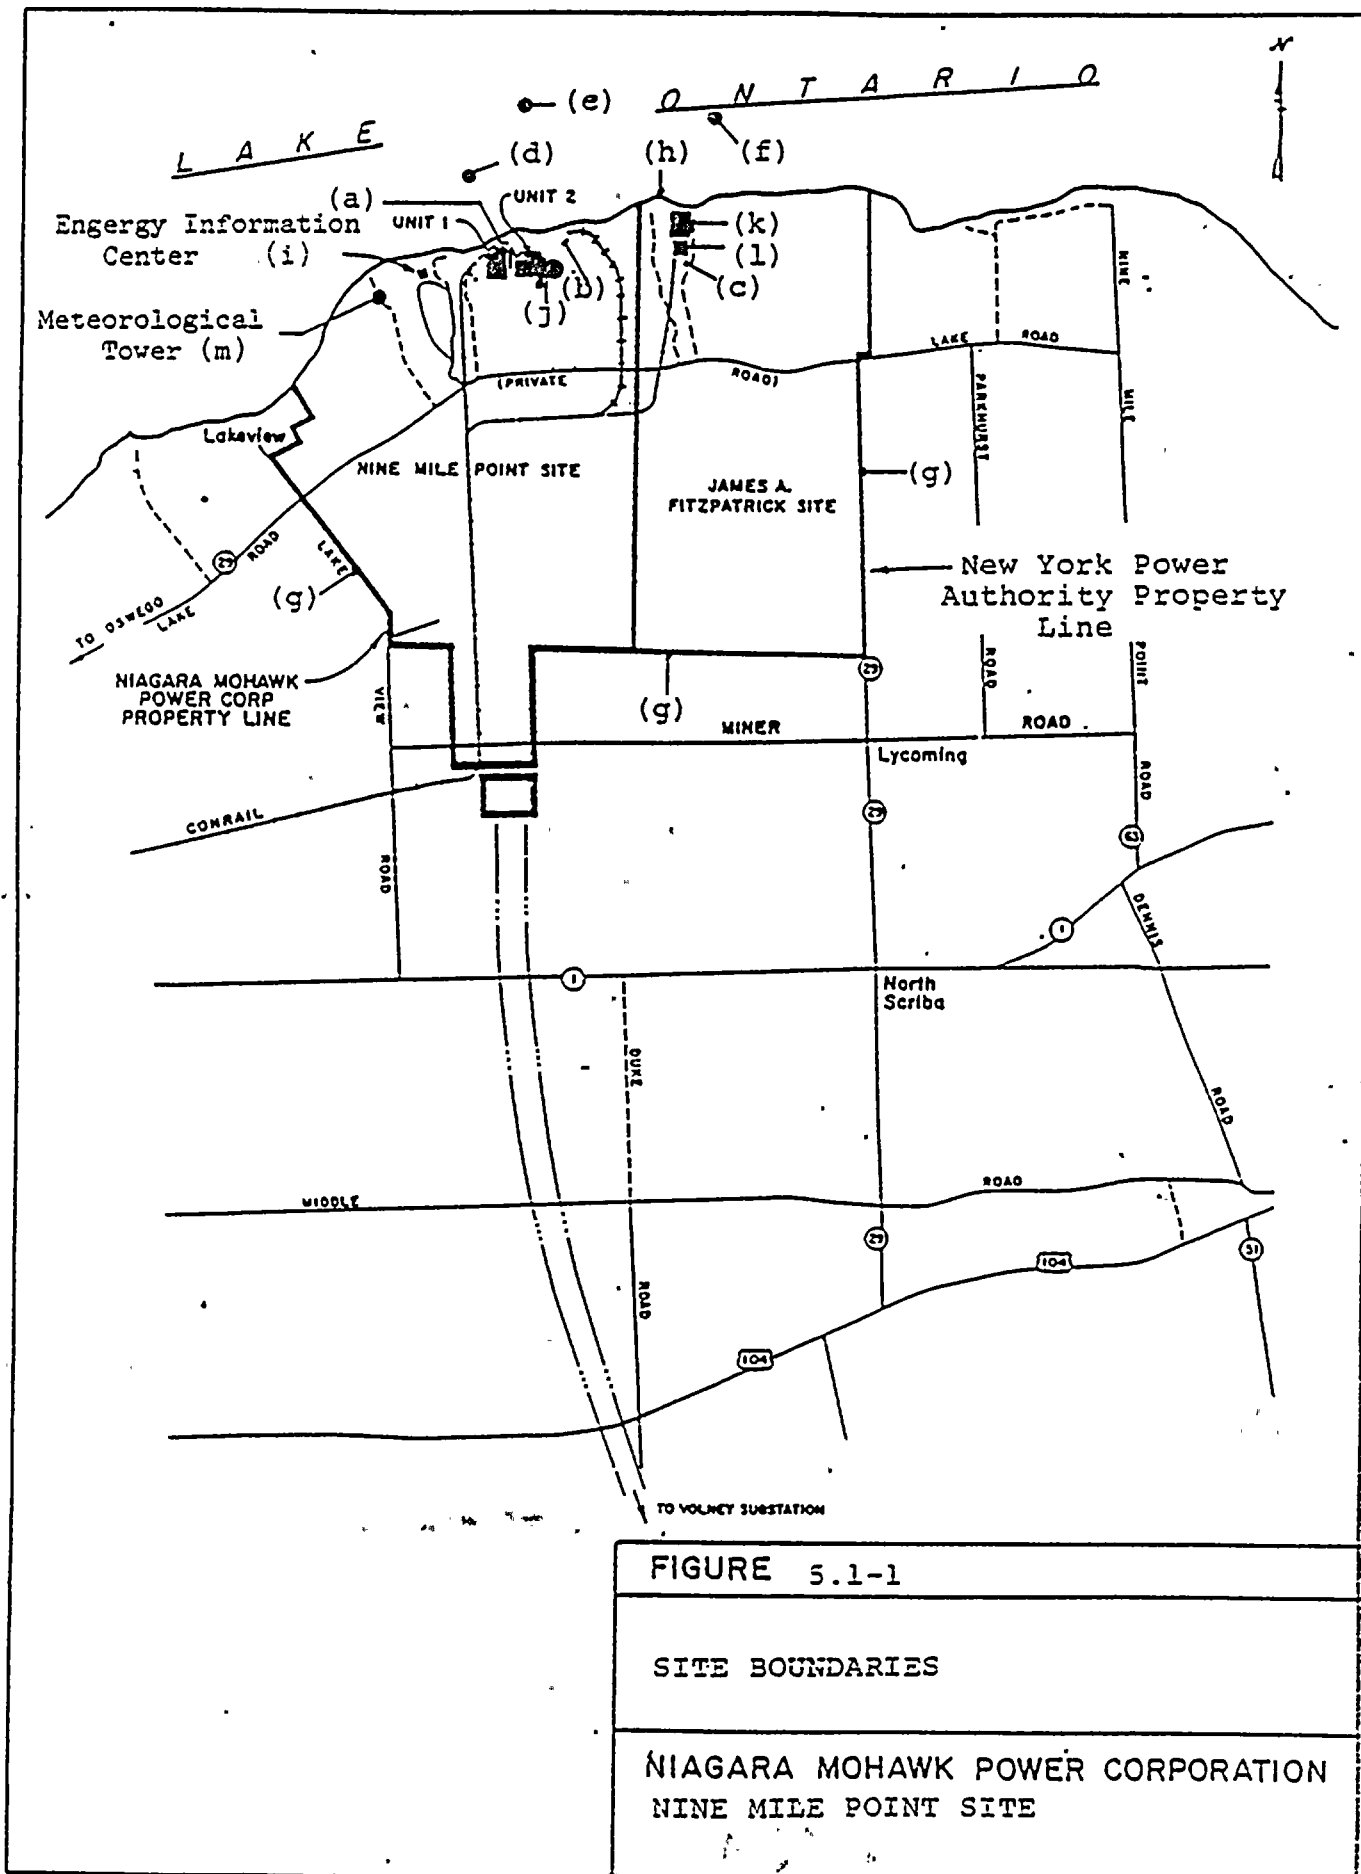 N
(e)
O N T A R I O
L A K E
(d)
(h)
(f)
(a)
UNIT 2
UNIT 1
(k)
Engergy Information
Center (i)
(l)
(b)
(c)
(j)
NINE
Meteorological
Tower (m)
LAKE ROAD
(PRIVATE ROAD)
PARKHURST
MILE
Lakeview
NINE MILE POINT SITE
(g)
JAMES A.
FITZPATRICK SITE
29
ROAD
LAKE
New York Power
Authority Property
Line
(g)
TO OSWEGO
LAKE
NIAGARA MOHAWK
POWER CORP
PROPERTY LINE
29
ROAD
POINT
VIEW
(g)
MINER ROAD
Lycoming
ROAD
CONRAIL
29
63
ROAD
DENNIS
1
1
North
Scriba
DUKE
ROAD
MIDDLE ROAD
29
104
31
ROAD
104
TO VOLNEY SUBSTATION
FIGURE 5.1-1
SITE BOUNDARIES
NIAGARA MOHAWK POWER CORPORATION
NINE MILE POINT SITE